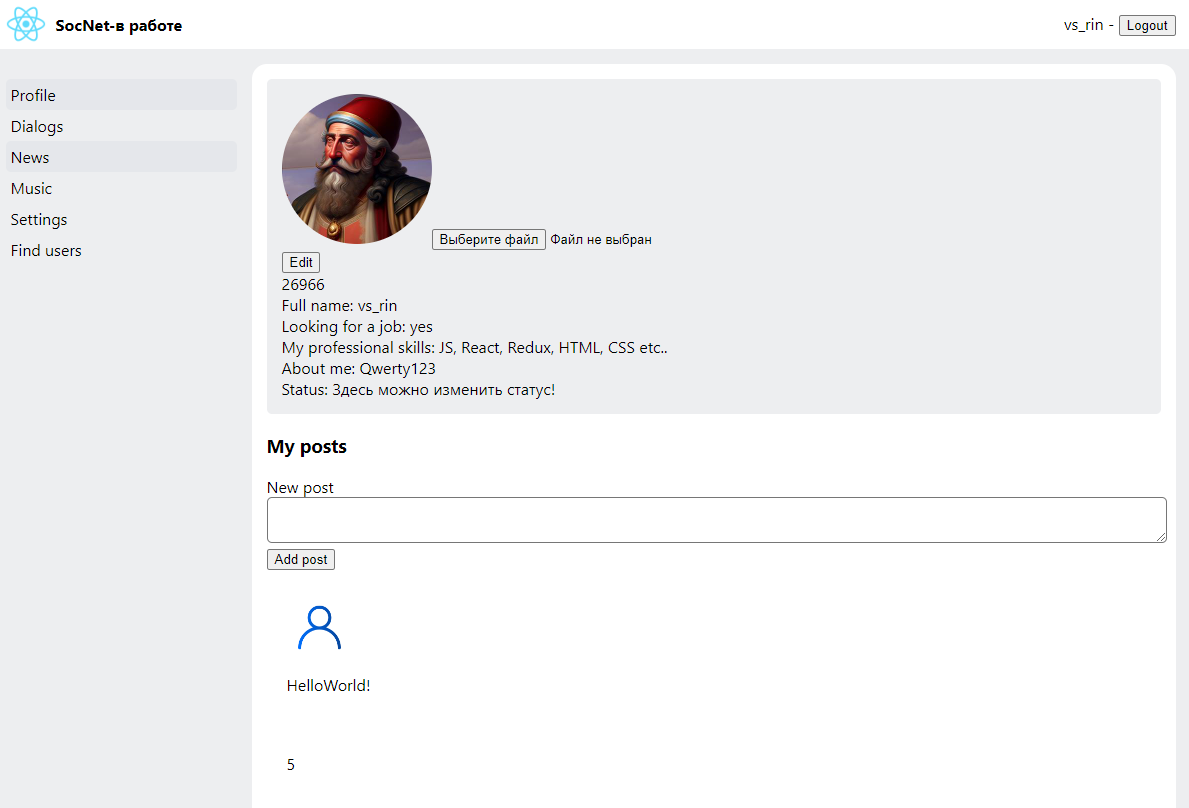 SocNet-в работе
vs_rin - Logout
Profile
Dialogs
News
Music
Settings
Find users
Выберите файл Файл не выбран
Edit
26966
Full name: vs_rin
Looking for a job: yes
My professional skills: JS, React, Redux, HTML, CSS etc..
About me: Qwerty123
Status: Здесь можно изменить статус!
My posts
New post
Add post
HelloWorld!
5